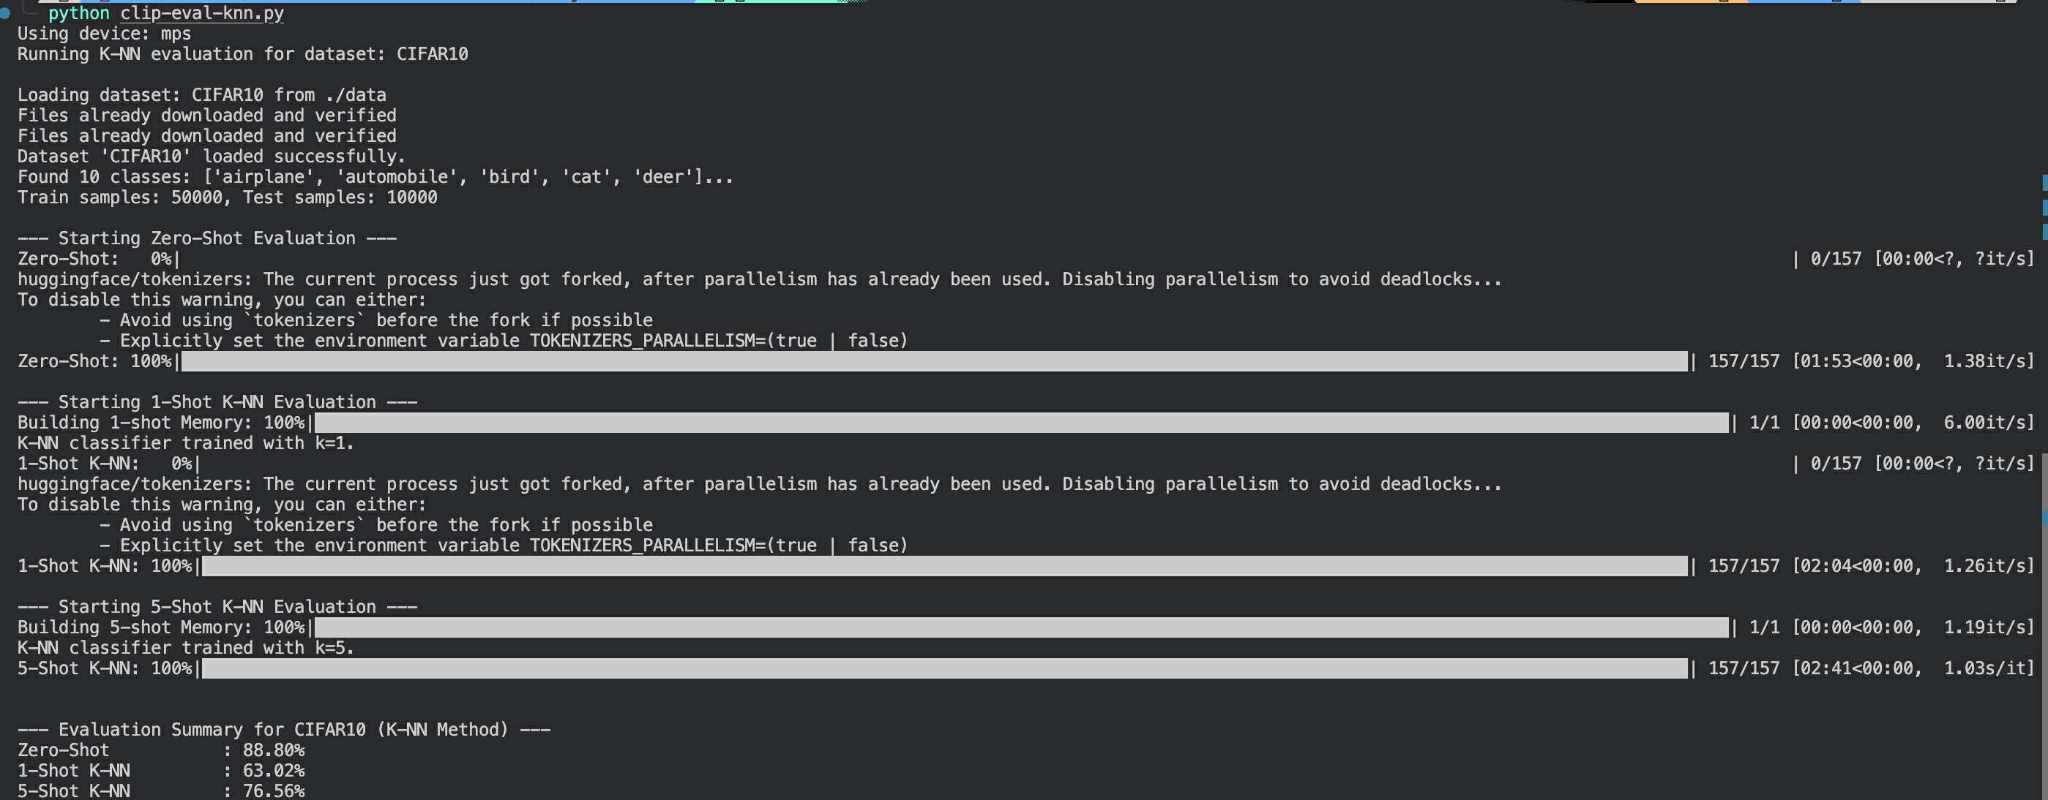 python clip-eval-knn.py
Using device: mps
Running K-NN evaluation for dataset: CIFAR10
Loading dataset: CIFAR10 from ./data
Files already downloaded and verified
Files already downloaded and verified
Dataset 'CIFAR10' loaded successfully.
Found 10 classes: ['airplane', 'automobile', 'bird', 'cat', 'deer']...
Train samples: 50000, Test samples: 10000
--- Starting Zero-Shot Evaluation ---
Zero-Shot:   0%| | 0/157 [00:00<?, ?it/s]
huggingface/tokenizers: The current process just got forked, after parallelism has already been used. Disabling parallelism to avoid deadlocks...
To disable this warning, you can either:
- Avoid using `tokenizers` before the fork if possible
- Explicitly set the environment variable TOKENIZERS_PARALLELISM=(true | false)
Zero-Shot: 100%| | 157/157 [01:53<00:00,  1.38it/s]
--- Starting 1-Shot K-NN Evaluation ---
Building 1-shot Memory: 100%| | 1/1 [00:00<00:00,  6.00it/s]
K-NN classifier trained with k=1.
1-Shot K-NN:   0%| | 0/157 [00:00<?, ?it/s]
huggingface/tokenizers: The current process just got forked, after parallelism has already been used. Disabling parallelism to avoid deadlocks...
To disable this warning, you can either:
- Avoid using `tokenizers` before the fork if possible
- Explicitly set the environment variable TOKENIZERS_PARALLELISM=(true | false)
1-Shot K-NN: 100%| | 157/157 [02:04<00:00,  1.26it/s]
--- Starting 5-Shot K-NN Evaluation ---
Building 5-shot Memory: 100%| | 1/1 [00:00<00:00,  1.19it/s]
K-NN classifier trained with k=5.
5-Shot K-NN: 100%| | 157/157 [02:41<00:00,  1.03s/it]
--- Evaluation Summary for CIFAR10 (K-NN Method) ---
Zero-Shot           : 88.80%
1-Shot K-NN         : 63.02%
5-Shot K-NN         : 76.56%